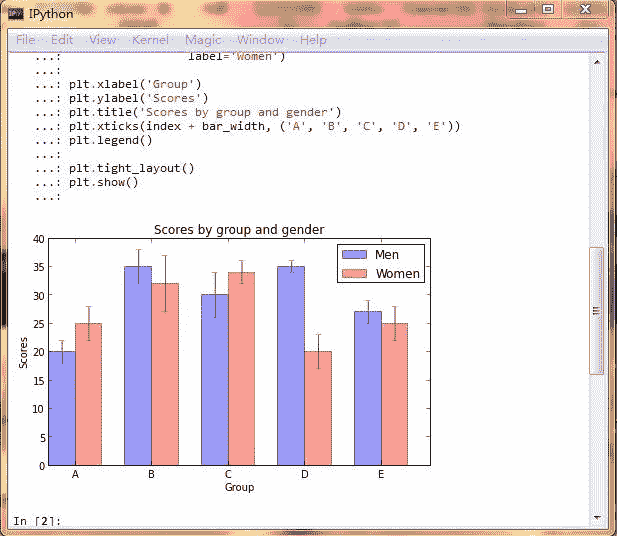 IPython
File Edit View Kernel Magic Window Help
...: label='Women')
...:
...: plt.xlabel('Group')
...: plt.ylabel('Scores')
...: plt.title('Scores by group and gender')
...: plt.xticks(index + bar_width, ('A', 'B', 'C', 'D', 'E'))
...: plt.legend()
...:
...: plt.tight_layout()
...: plt.show()
...:
Scores by group and gender
Men
Women
40
35
30
25
20
15
10
5
0
Scores
A B C D E
Group
In [2]: